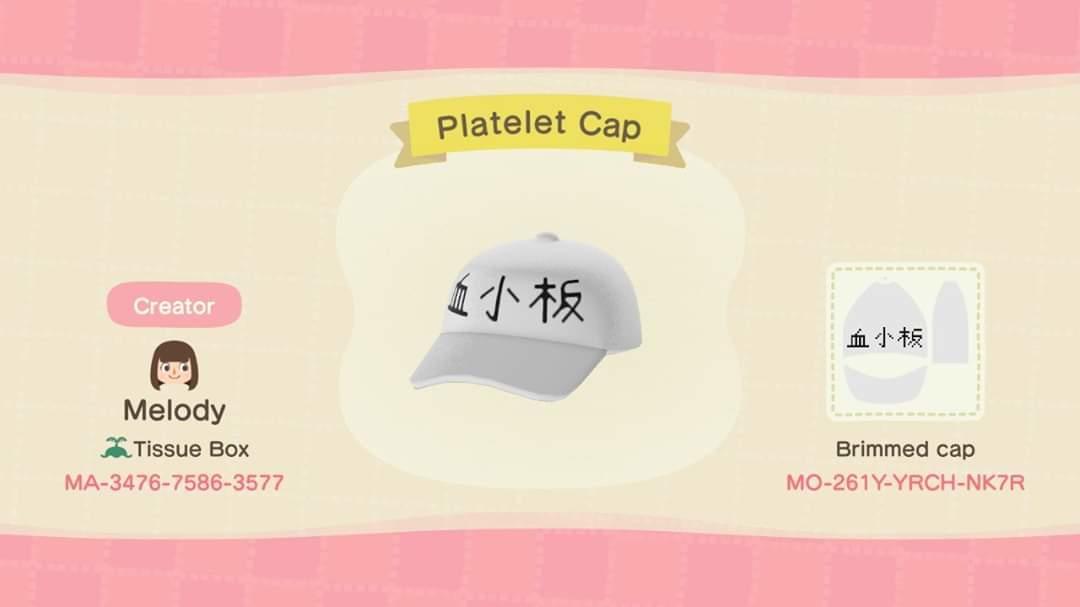 Platelet Cap
血小板
Creator
Melody
Tissue Box
MA-3476-7586-3577
血小板
Brimmed cap
MO-261Y-YRCH-NK7R